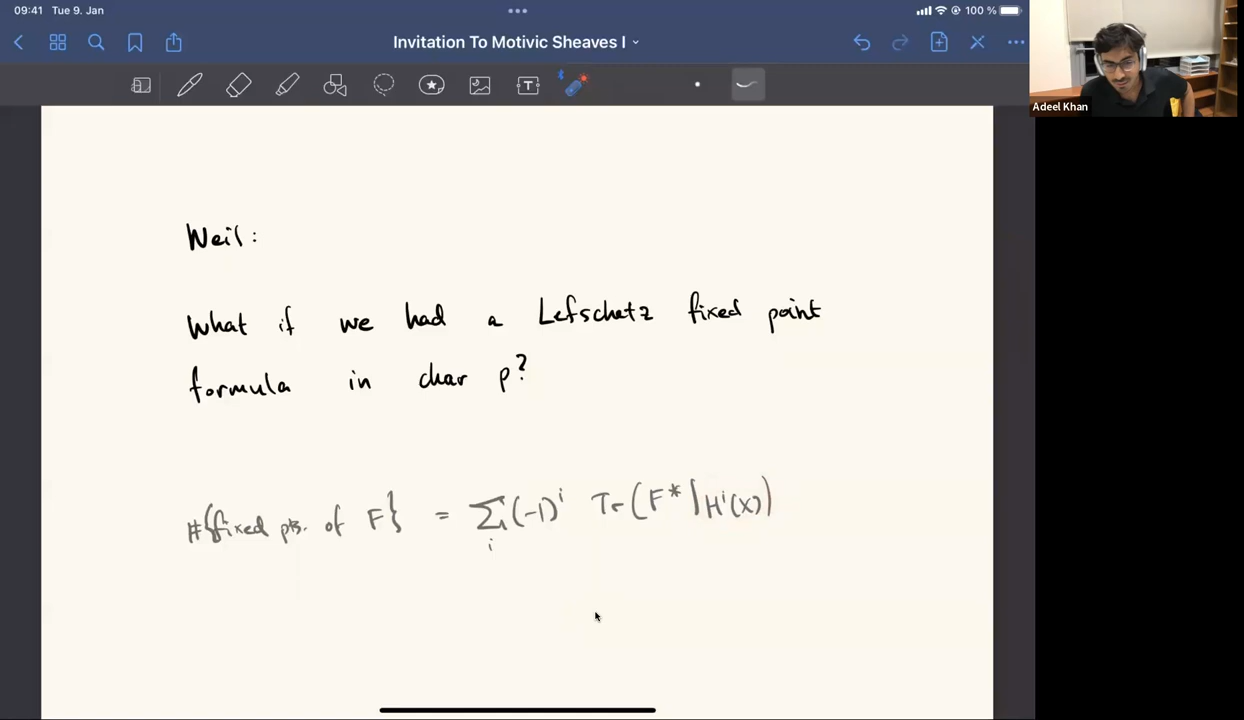 09:41 Tue 9. Jan
100 %
Invitation To Motivic Sheaves I
Adeel Khan
Weil:
What if we had a Lefschetz fixed point
formula in char p?
#{fixed pts. of F} = ∑_i (-1)^i Tr(F* | H^i(X))